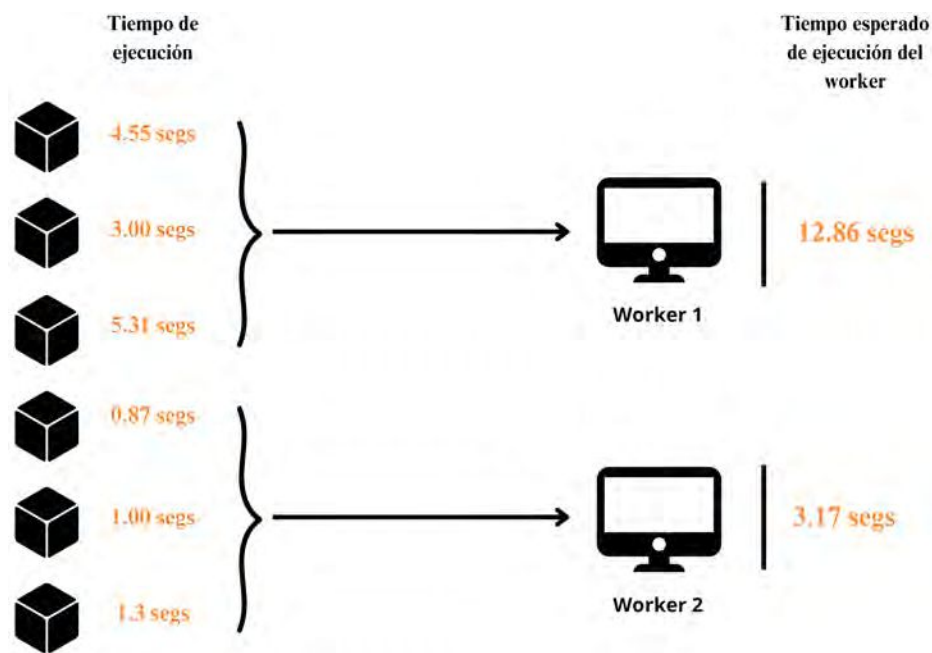 Tiempo de
ejecución
Tiempo esperado
de ejecución del
worker
4.55 segs
3.00 segs
5.31 segs
12.86 segs
Worker 1
0.87 segs
1.00 segs
1.3 segs
3.17 segs
Worker 2